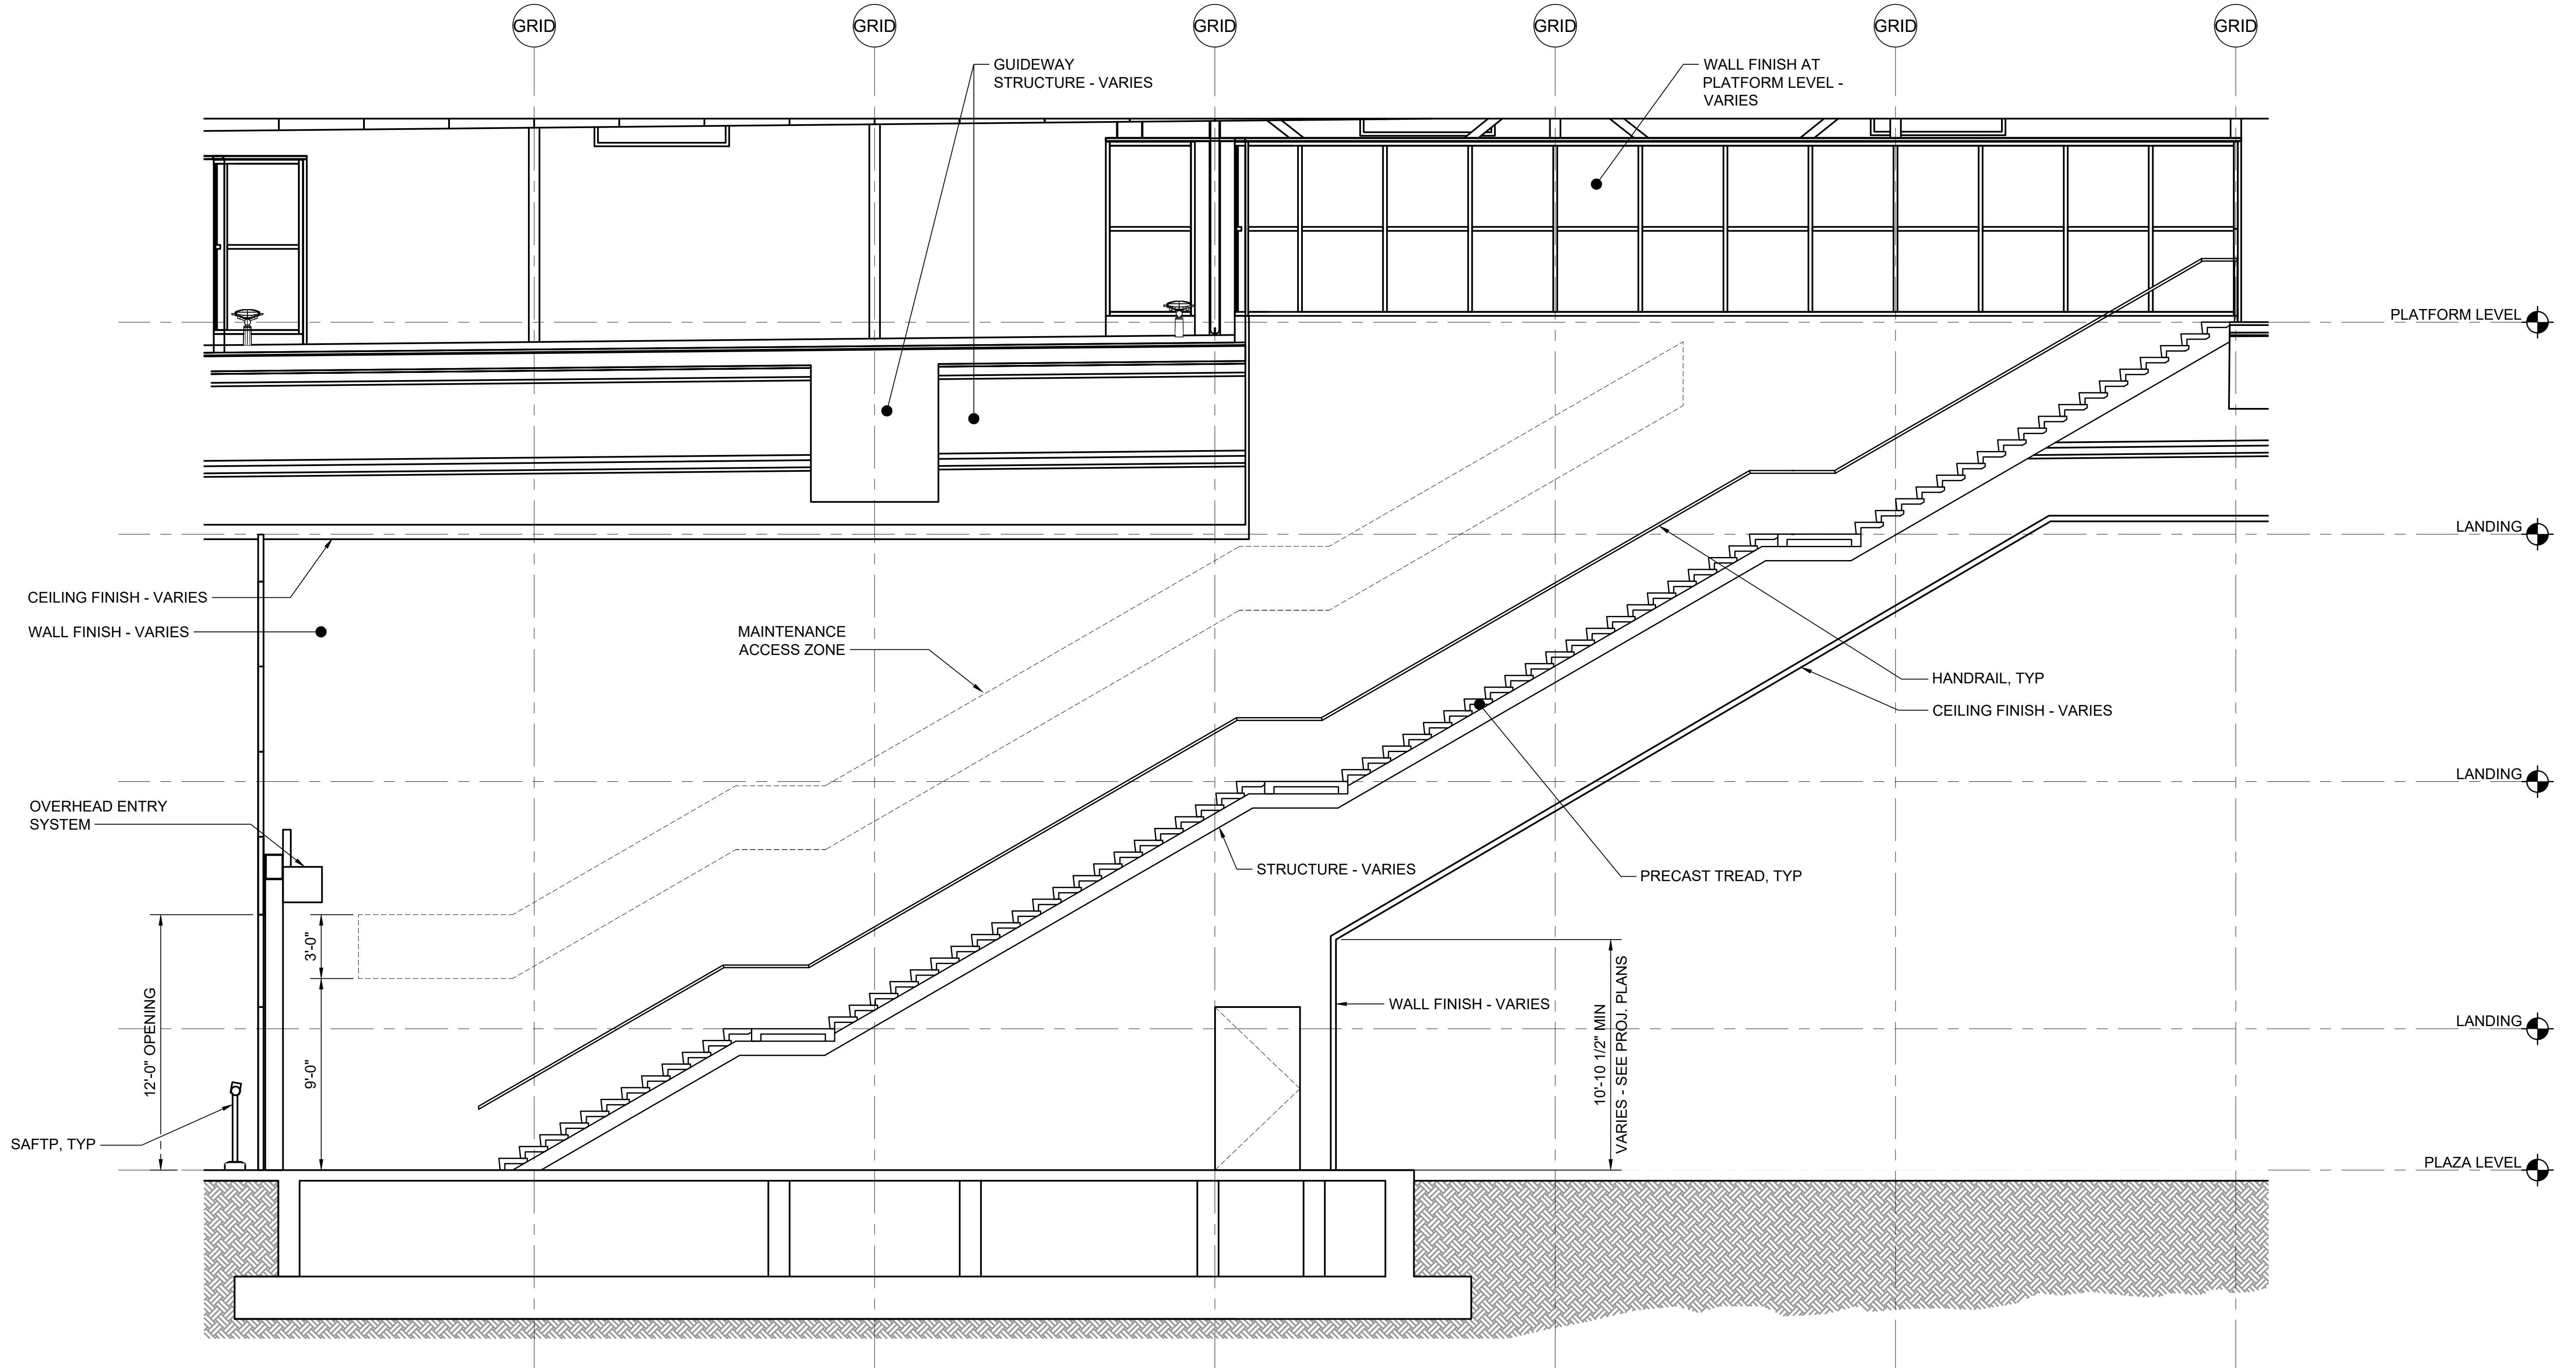 GRID
GRID
GRID
GRID
GRID
GRID
GUIDEWAY
STRUCTURE - VARIES
WALL FINISH AT
PLATFORM LEVEL -
VARIES
PLATFORM LEVEL
LANDING
CEILING FINISH - VARIES
WALL FINISH - VARIES
MAINTENANCE
ACCESS ZONE
HANDRAIL, TYP
CEILING FINISH - VARIES
LANDING
OVERHEAD ENTRY
SYSTEM
STRUCTURE - VARIES
PRECAST TREAD, TYP
3'-0"
12'-0" OPENING
9'-0"
WALL FINISH - VARIES
10'-10 1/2" MIN
VARIES - SEE PROJ. PLANS
LANDING
SAFTP, TYP
PLAZA LEVEL